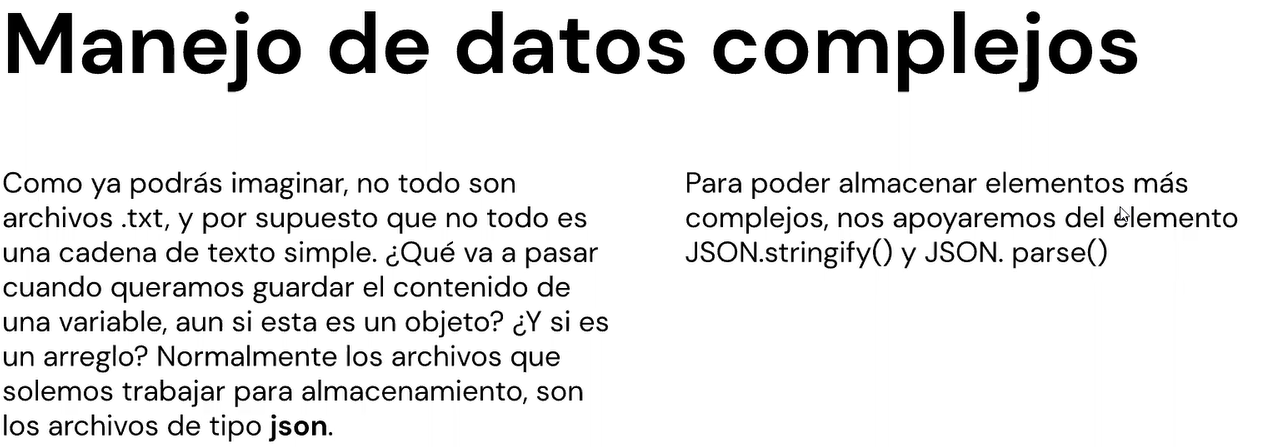 Manejo de datos complejos
Como ya podrás imaginar, no todo son
archivos .txt, y por supuesto que no todo es
una cadena de texto simple. ¿Qué va a pasar
cuando queramos guardar el contenido de
una variable, aun si esta es un objeto? ¿Y si es
un arreglo? Normalmente los archivos que
solemos trabajar para almacenamiento, son
los archivos de tipo json.
Para poder almacenar elementos más
complejos, nos apoyaremos del elemento
JSON.stringify() y JSON. parse()